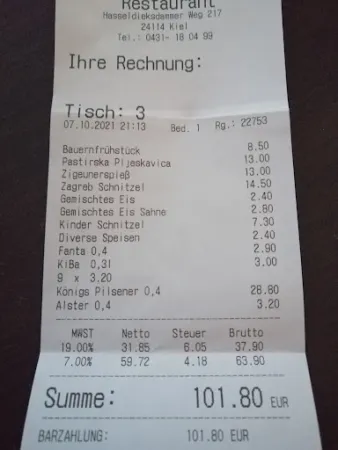 Restaurant
Hasseldieksdammer Weg 217
24114 Kiel
Tel.: 0431- 18 04 99
Ihre Rechnung:
Tisch: 3
07.10.2021 21:13 Bed. 1 Rg.: 22753
Bauernfrühstück 8.50
Pastirska Pljeskavica 13.00
Zigeunerspieß 13.00
Zagreb Schnitzel 14.50
Gemischtes Eis 2.40
Gemischtes Eis Sahne 2.80
Kinder Schnitzel 7.30
Diverse Speisen 2.40
Fanta 0,4 2.90
KiBa 0,3l 3.00
9 x 3.20
Königs Pilsener 0,4 28.80
Alster 0,4 3.20
MWST Netto Steuer Brutto
19.00% 31.85 6.05 37.90
7.00% 59.72 4.18 63.90
Summe: 101.80 EUR
BARZAHLUNG: 101.80 EUR